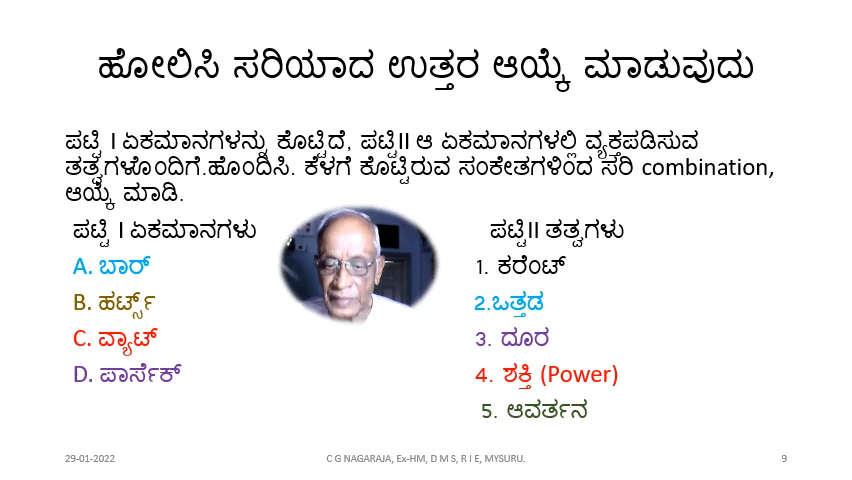 ಹೋಲಿಸಿ ಸರಿಯಾದ ಉತ್ತರ ಆಯ್ಕೆ ಮಾಡುವುದು
ಪಟ್ಟಿ I ಏಕಮಾನಗಳನ್ನು ಕೊಟ್ಟಿದೆ, ಪಟ್ಟಿII ಆ ಏಕಮಾನಗಳಲ್ಲಿ ವ್ಯಕ್ತಪಡಿಸುವ
ತತ್ವಗಳೊಂದಿಗೆ.ಹೊಂದಿಸಿ. ಕೆಳಗೆ ಕೊಟ್ಟಿರುವ ಸಂಕೇತಗಳಿಂದ ಸರಿ combination,
ಆಯ್ಕೆ ಮಾಡಿ.
ಪಟ್ಟಿ I ಏಕಮಾನಗಳು ಪಟ್ಟಿII ತತ್ವಗಳು
A. ಬಾರ್ 1. ಕರೆಂಟ್
B. ಹರ್ಟ್ಸ್ 2.ಒತ್ತಡ
C. ವ್ಯಾಟ್ 3. ದೂರ
D. ಪಾರ್ಸೆಕ್ 4. ಶಕ್ತಿ (Power)
5. ಆವರ್ತನ
29-01-2022 C G NAGARAJA, Ex-HM, D M S, R I E, MYSURU. 9